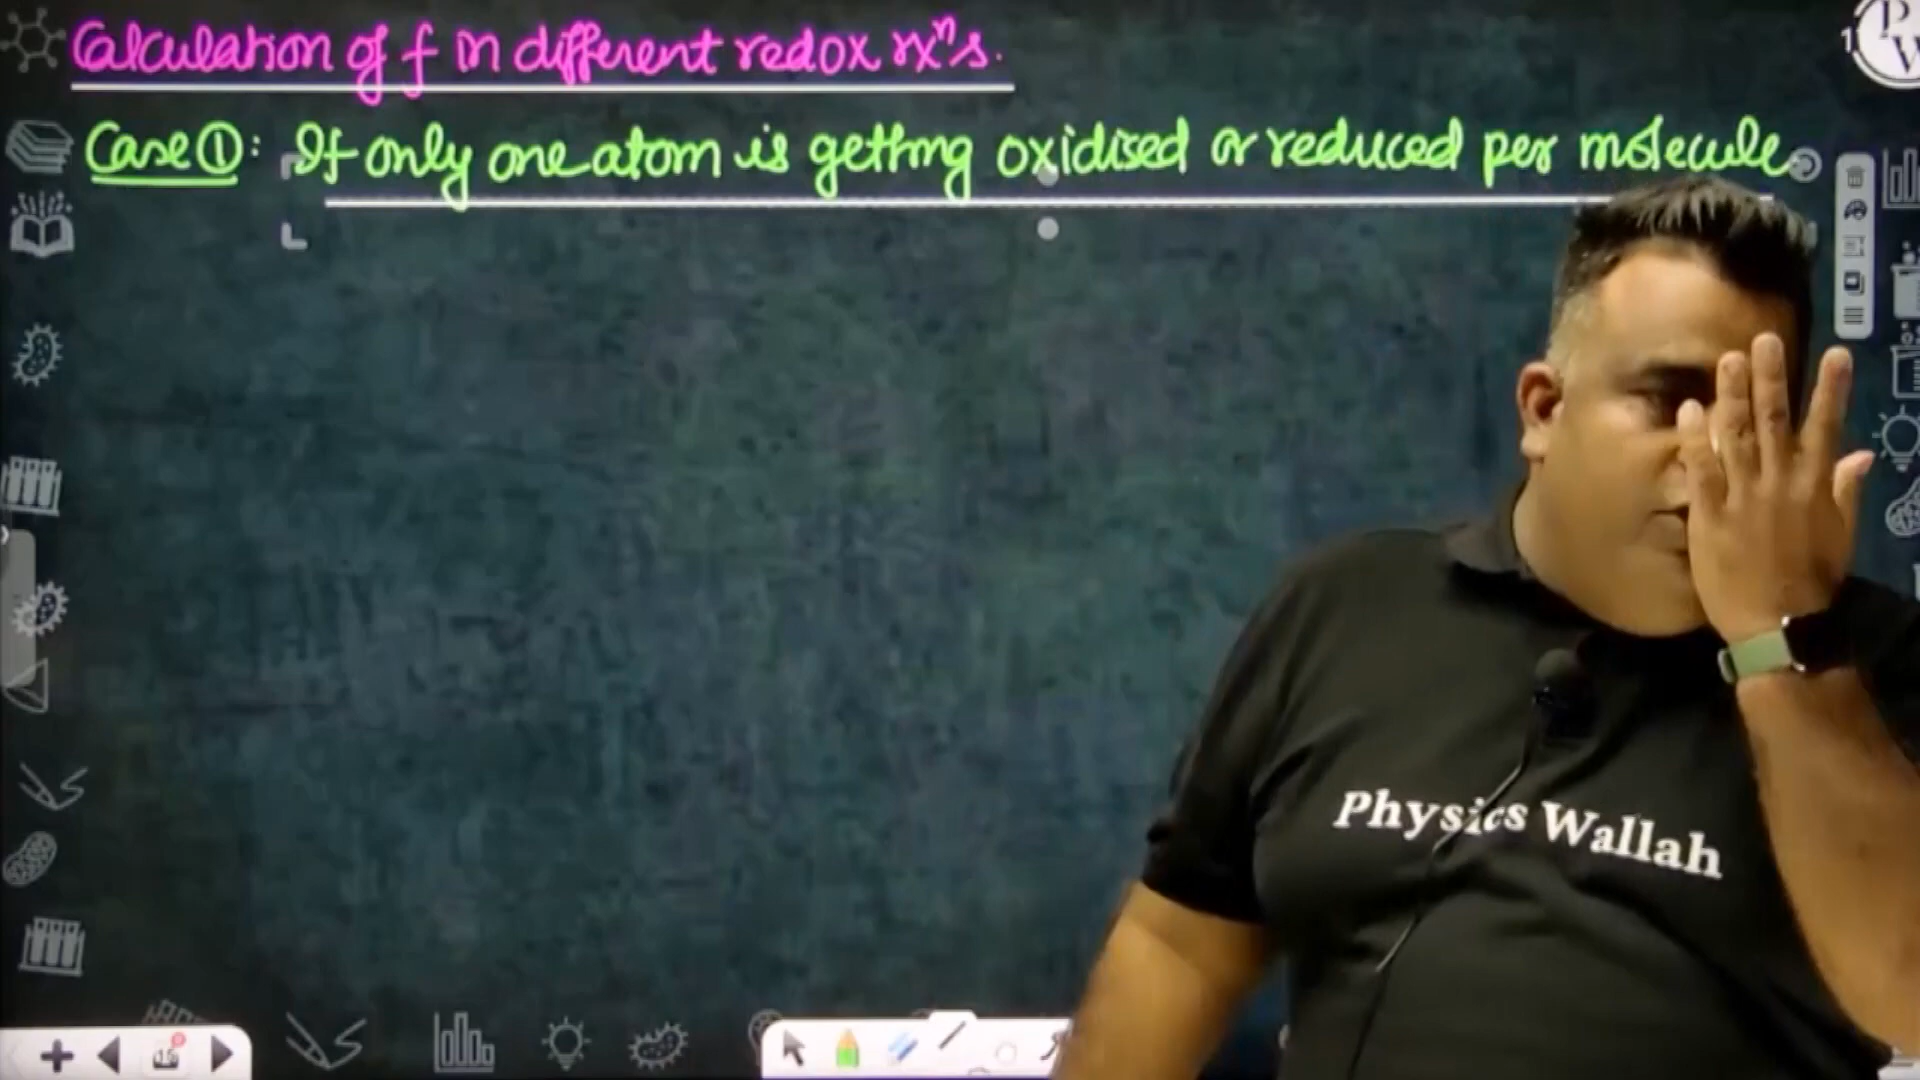 Calculation of f in different redox rxⁿs.
Case ①: If only one atom is getting oxidised or reduced per molecule
P
W
Physics Wallah